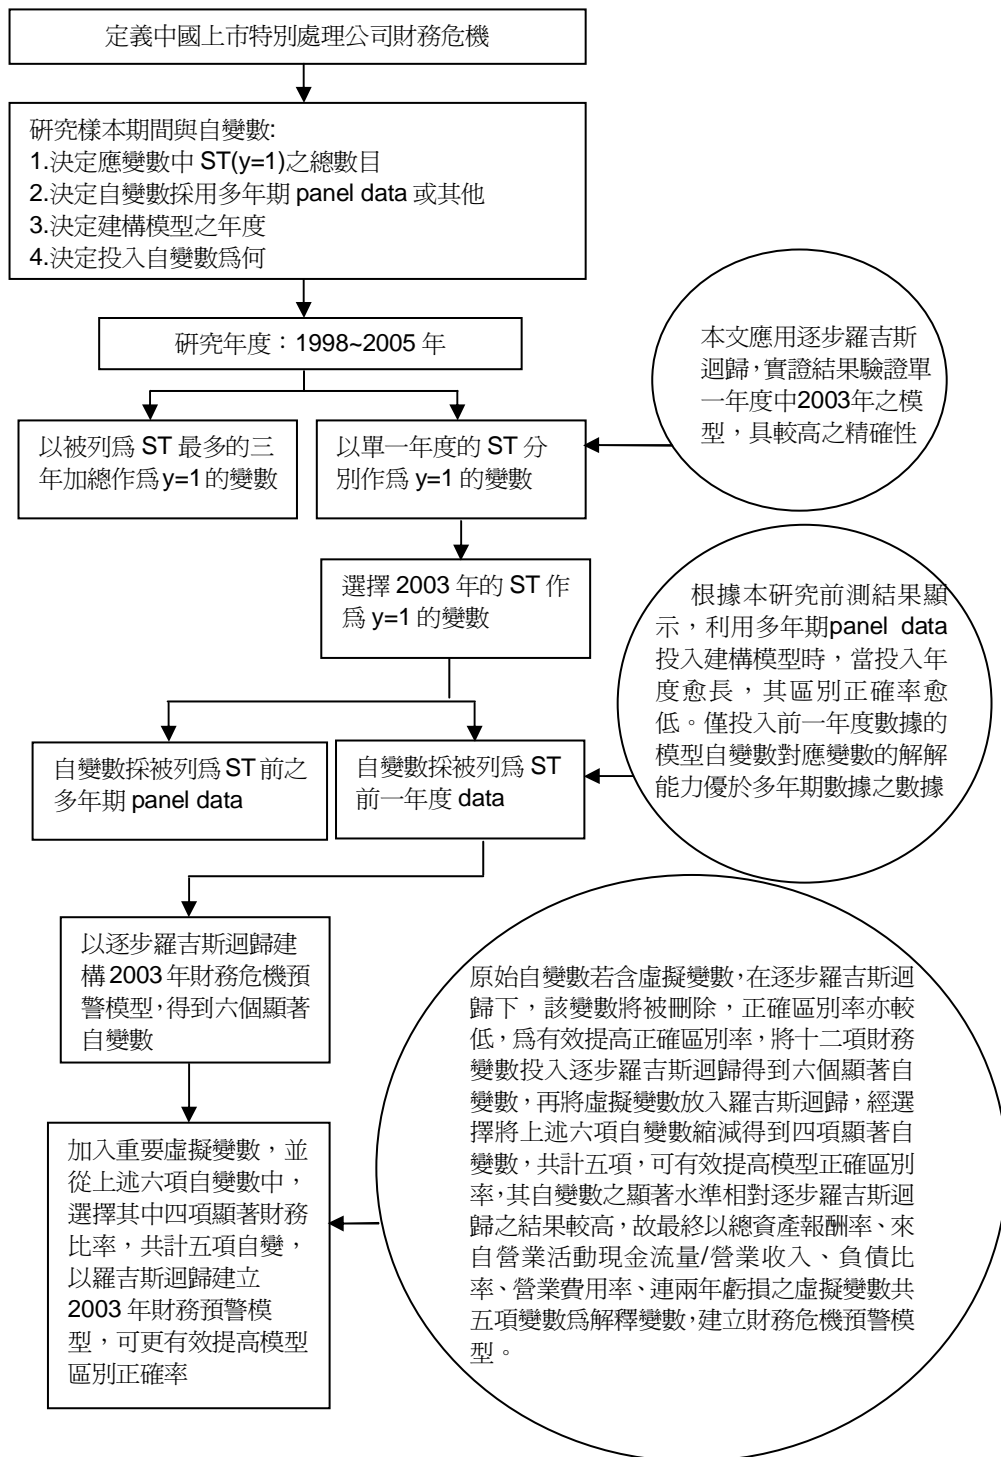 定義中國上市特別處理公司財務危機
研究樣本期間與自變數:
1.決定應變數中 ST(y=1)之總數目
2.決定自變數採用多年期 panel data 或其他
3.決定建構模型之年度
4.決定投入自變數爲何
研究年度：1998~2005 年
以被列爲 ST 最多的三
年加總作爲 y=1 的變數
以單一年度的 ST 分
別作爲 y=1 的變數
本文應用逐步羅吉斯
迴歸，實證結果驗證單
一年度中2003年之模
型，具較高之精確性
選擇 2003 年的 ST 作
爲 y=1 的變數
根據本研究前測結果顯
示，利用多年期panel data
投入建構模型時，當投入年
度愈長，其區別正確率愈
低。僅投入前一年度數據的
模型自變數對應變數的解解
能力優於多年期數據之數據
自變數採被列爲 ST 前之
多年期 panel data
自變數採被列爲 ST
前一年度 data
以逐步羅吉斯迴歸建
構 2003 年財務危機預
警模型，得到六個顯著
自變數
原始自變數若含虛擬變數，在逐步羅吉斯迴
歸下，該變數將被刪除，正確區別率亦較
低，爲有效提高正確區別率，將十二項財務
變數投入逐步羅吉斯迴歸得到六個顯著自
變數，再將虛擬變數放入羅吉斯迴歸，經選
擇將上述六項自變數縮減得到四項顯著自
變數，共計五項，可有效提高模型正確區別
率，其自變數之顯著水準相對逐步羅吉斯迴
歸之結果較高，故最終以總資產報酬率、來
自營業活動現金流量/營業收入、負債比
率、營業費用率、連兩年虧損之虛擬變數共
五項變數爲解釋變數，建立財務危機預警模
型。
加入重要虛擬變數，並
從上述六項自變數中，
選擇其中四項顯著財務
比率，共計五項自變，
以羅吉斯迴歸建立
2003 年財務預警模
型，可更有效提高模型
區別正確率